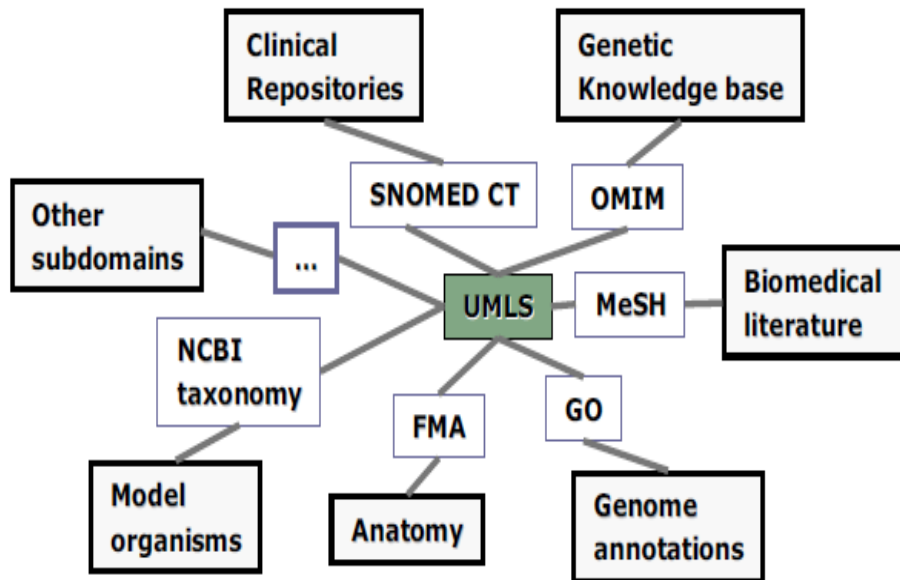 Clinical
Repositories
Genetic
Knowledge base
SNOMED CT
OMIM
Other
subdomains
...
UMLS
MeSH
Biomedical
literature
NCBI
taxonomy
FMA
GO
Model
organisms
Anatomy
Genome
annotations